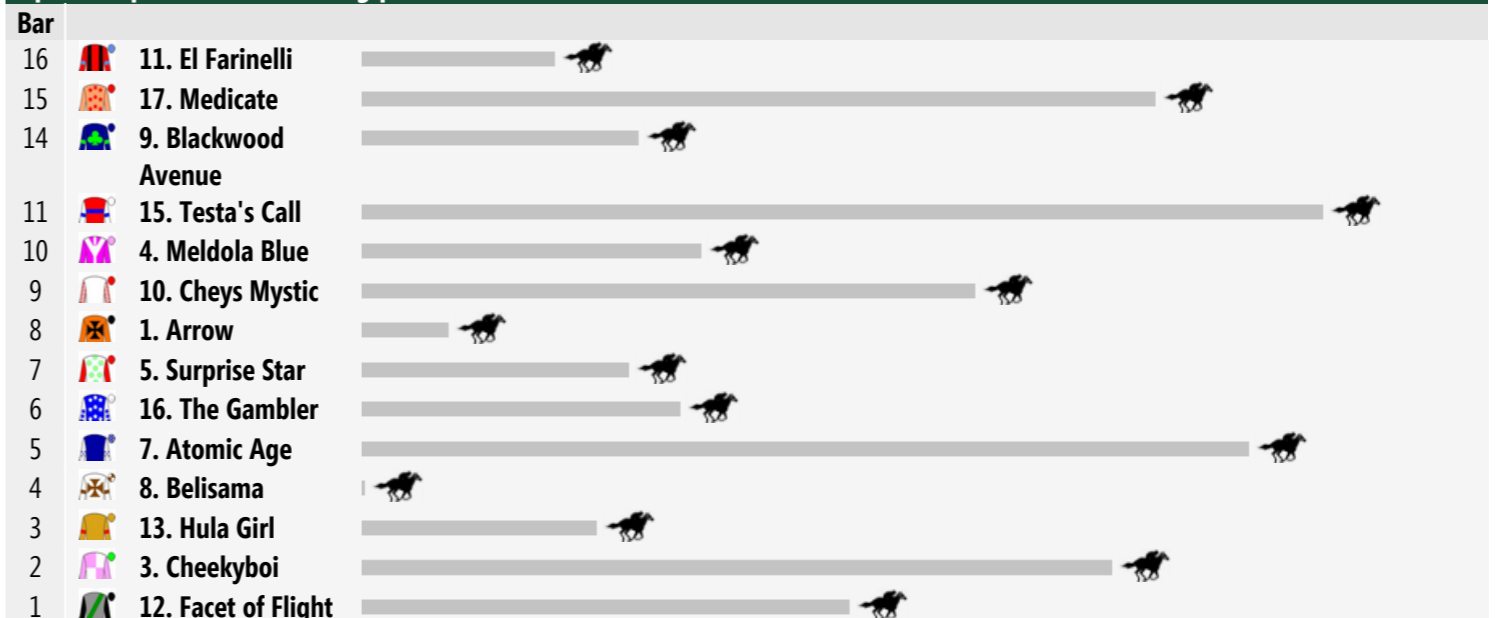 Bar
16 11. El Farinelli
15 17. Medicate
14 9. Blackwood
Avenue
11 15. Testa's Call
10 4. Meldola Blue
9 10. Cheys Mystic
8 1. Arrow
7 5. Surprise Star
6 16. The Gambler
5 7. Atomic Age
4 8. Belisama
3 13. Hula Girl
2 3. Cheekyboi
1 12. Facet of Flight